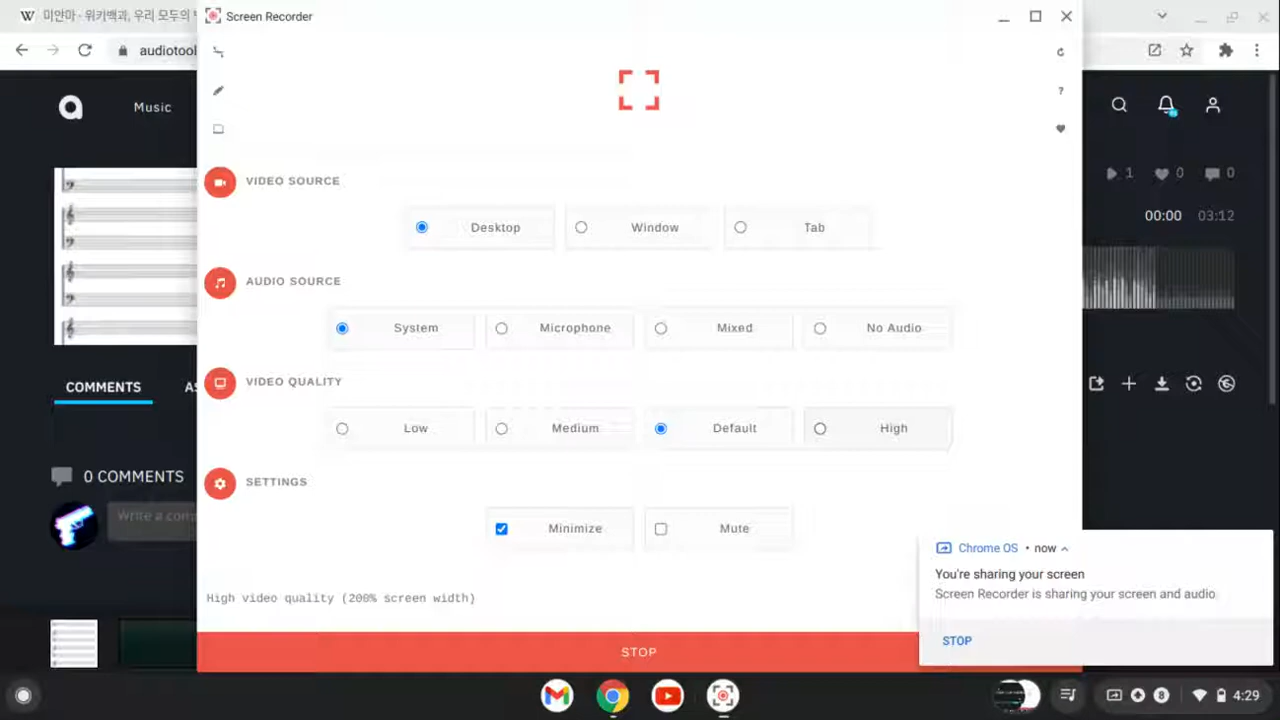 미얀마 - 위키백과, 우리 모두의
Screen Recorder
audiotool
Music
?
VIDEO SOURCE
1
0
0
Desktop
Window
Tab
00:00
03:12
AUDIO SOURCE
System
Microphone
Mixed
No Audio
VIDEO QUALITY
COMMENTS
Low
Medium
Default
High
0 COMMENTS
SETTINGS
Minimize
Mute
Chrome OS • now
You're sharing your screen
Screen Recorder is sharing your screen and audio
High video quality (200% screen width)
STOP
STOP
8
4:29